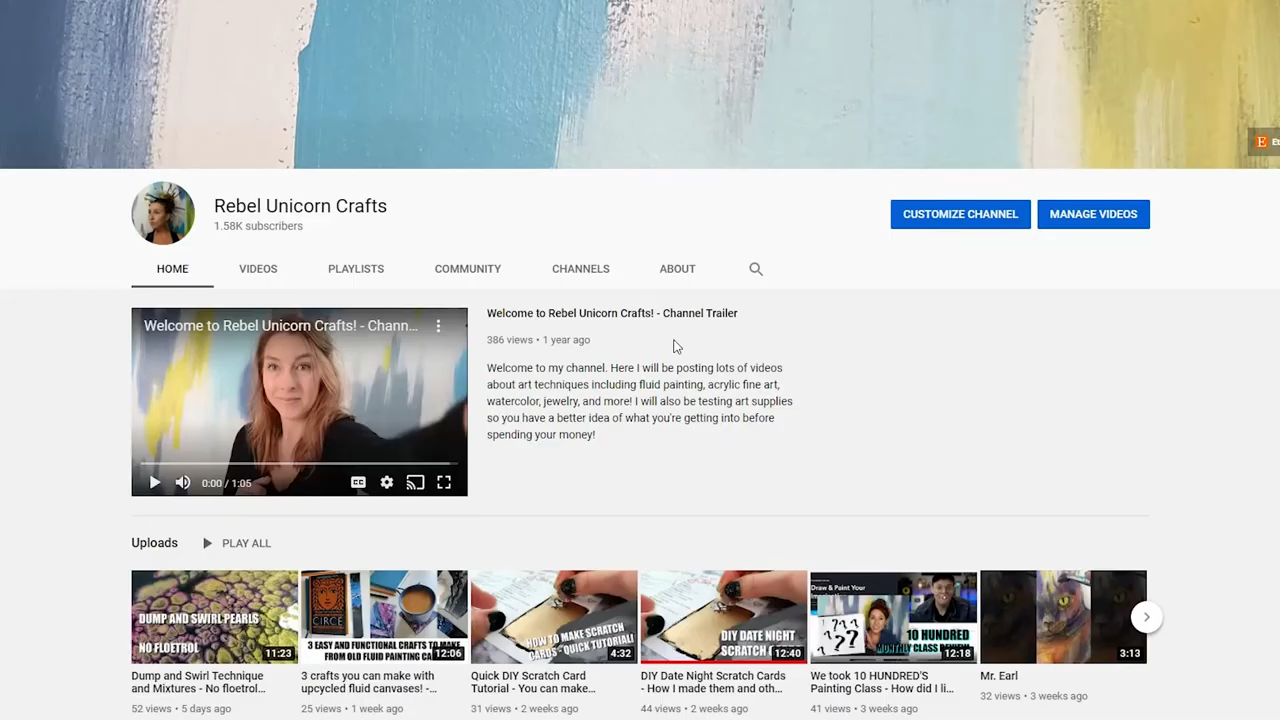 E
Rebel Unicorn Crafts
1.58K subscribers
CUSTOMIZE CHANNEL
MANAGE VIDEOS
HOME
VIDEOS
PLAYLISTS
COMMUNITY
CHANNELS
ABOUT
Welcome to Rebel Unicorn Crafts! - Chann...
0:00 / 1:05
CC
Welcome to Rebel Unicorn Crafts! - Channel Trailer
386 views • 1 year ago
Welcome to my channel. Here I will be posting lots of videos
about art techniques including fluid painting, acrylic fine art,
watercolor, jewelry, and more! I will also be testing art supplies
so you have a better idea of what you're getting into before
spending your money!
Uploads
PLAY ALL
DUMP AND SWIRL PEARLS
NO FLOETROL
11:23
Dump and Swirl Technique
and Mixtures - No floetrol...
52 views • 5 days ago
CIRCE
3 EASY AND FUNCTIONAL CRAFTS TO MAKE
FROM OLD FLUID PAINTING
12:06
3 crafts you can make with
upcycled fluid canvases! -...
25 views • 1 week ago
HOW TO MAKE SCRATCH
CARDS - QUICK TUTORIAL!
4:32
Quick DIY Scratch Card
Tutorial - You can make...
31 views • 2 weeks ago
DIY DATE NIGHT
SCRATCH
12:40
DIY Date Night Scratch Cards
- How I made them and oth...
44 views • 2 weeks ago
Draw & Paint Your
10 HUNDRED
MONTHLY CLASS
12:18
We took 10 HUNDRED'S
Painting Class - How did I li...
41 views • 3 weeks ago
3:13
Mr. Earl
32 views • 3 weeks ago